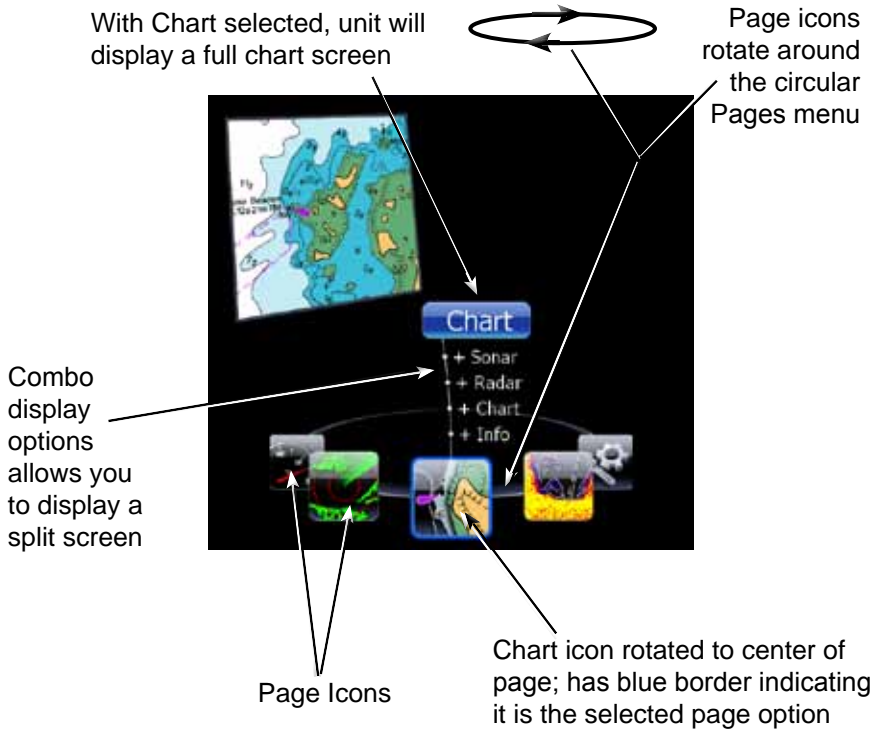 With Chart selected, unit will
display a full chart screen
Page icons
rotate around
the circular
Pages menu
Chart
+ Sonar
+ Radar
+ Chart
+ Info
Combo
display
options
allows you
to display a
split screen
Page Icons
Chart icon rotated to center of
page; has blue border indicating
it is the selected page option